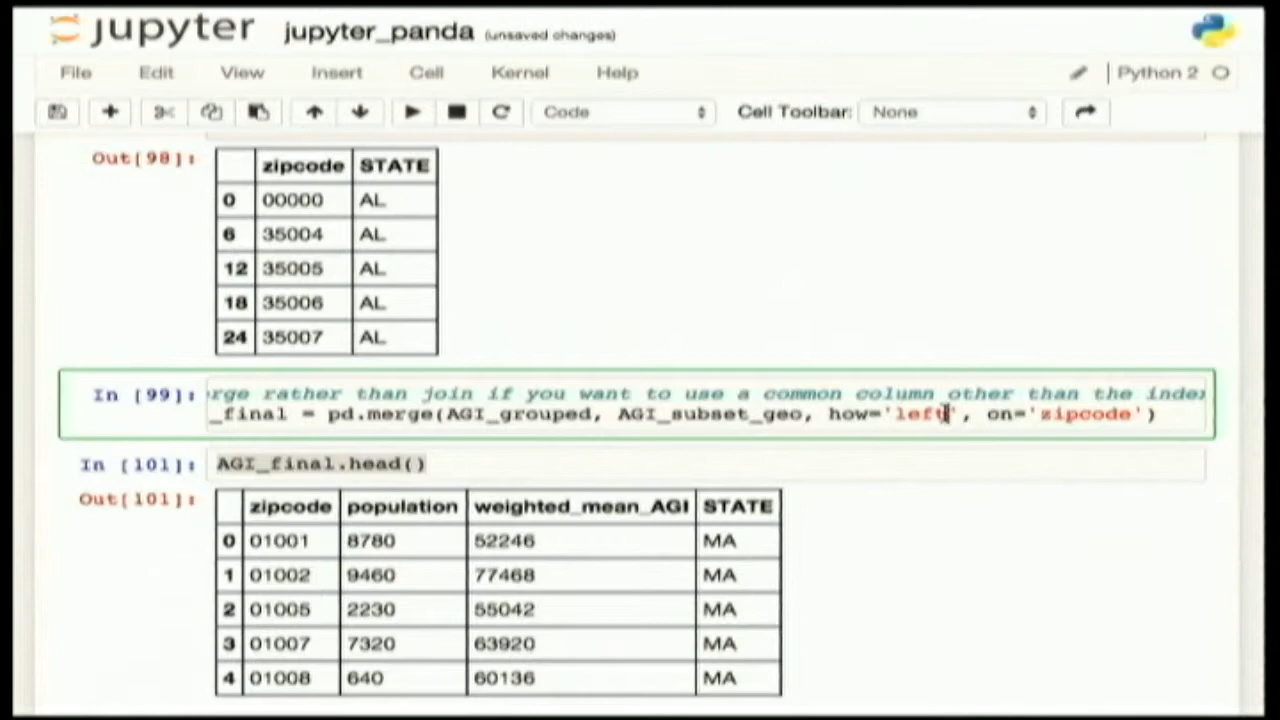 jupyter jupyter_panda (unsaved changes)
File Edit View Insert Cell Kernel Help Python 2
Code Cell Toolbar: None
Out[98]:
zipcode STATE
0 00000 AL
6 35004 AL
12 35005 AL
18 35006 AL
24 35007 AL
In [99]: rge rather than join if you want to use a common column other than the index
_final = pd.merge(AGI_grouped, AGI_subset_geo, how='left', on='zipcode')
In [101]: AGI_final.head()
Out[101]:
zipcode population weighted_mean_AGI STATE
0 01001 8780 52246 MA
1 01002 9460 77468 MA
2 01005 2230 55042 MA
3 01007 7320 63920 MA
4 01008 640 60136 MA